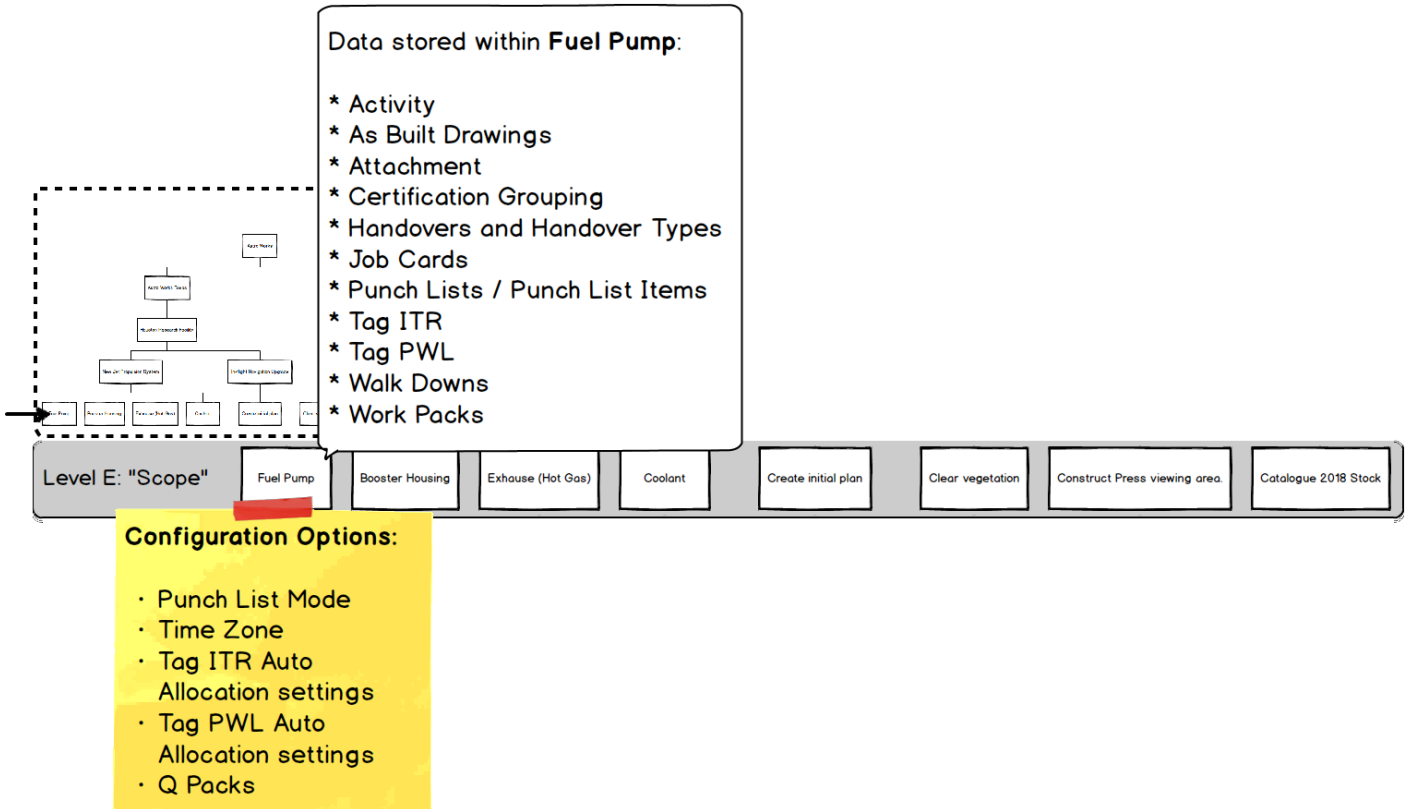 Data stored within Fuel Pump:
* Activity
* As Built Drawings
* Attachment
* Certification Grouping
* Handovers and Handover Types
* Job Cards
* Punch Lists / Punch List Items
* Tag ITR
* Tag PWL
* Walk Downs
* Work Packs
Level E: "Scope"
Fuel Pump
Booster Housing
Exhause (Hot Gas)
Coolant
Create initial plan
Clear vegetation
Construct Press viewing area.
Catalogue 2018 Stock
Configuration Options:
· Punch List Mode
· Time Zone
· Tag ITR Auto
Allocation settings
· Tag PWL Auto
Allocation settings
· Q Packs